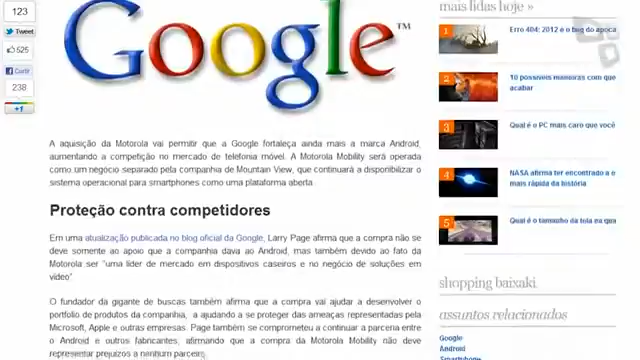 123
Tweet
525
Curtir
238
+1
Google™
A aquisição da Motorola vai permitir que a Google fortaleça ainda mais a marca Android,
aumentando a competição no mercado de telefonia móvel. A Motorola Mobility será operada
como um negócio separado pela companhia de Mountain View, que continuará a disponibilizar o
sistema operacional para smartphones como uma plataforma aberta
Proteção contra competidores
Em uma atualização publicada no blog oficial da Google, Larry Page afirma que a compra não se
deve somente ao apoio que a companhia dava ao Android, mas também devido ao fato da
Motorola ser “uma líder de mercado em dispositivos caseiros e no negócio de soluções em
vídeo”
O fundador da gigante de buscas também afirma que a compra vai ajudar a desenvolver o
portfolio de produtos da companhia, a ajudando a se proteger das ameaças representadas pela
Microsoft, Apple e outras empresas. Page também se comprometeu a continuar a parceria entre
o Android e outros fabricantes, afirmando que a compra da Motorola Mobility não deve
representar prejuízos a nenhum parceiro.
mais lidas hoje »
1
Erro 404: 2012 é o bug do apoca
2
10 possíveis maneiras com que
acabar
3
Qual é o PC mais caro que você
4
NASA afirma ter encontrado a e
mais rápida da história
5
Qual é o tamanho da tela ea qua
shopping baixaki.
assuntos relacionados
Google
Android
Smartphone